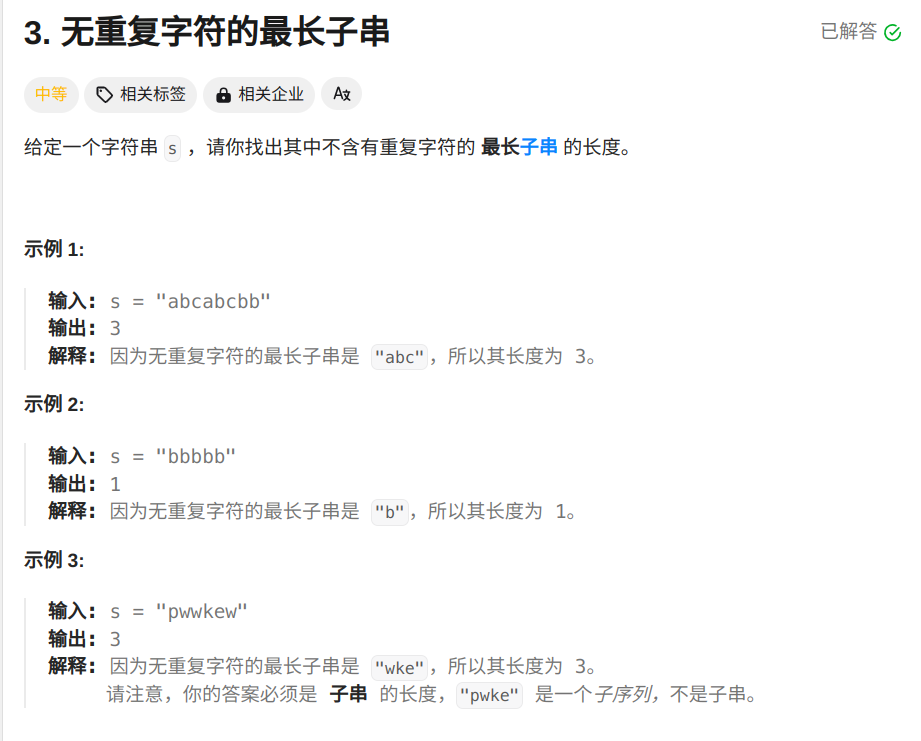 3. 无重复字符的最长子串
已解答
中等 相关标签 相关企业 Aあ
给定一个字符串 s ，请你找出其中不含有重复字符的 最长子串 的长度。
示例 1:
输入: s = "abcabcbb"
输出: 3
解释: 因为无重复字符的最长子串是 "abc"，所以其长度为 3。
示例 2:
输入: s = "bbbbb"
输出: 1
解释: 因为无重复字符的最长子串是 "b"，所以其长度为 1。
示例 3:
输入: s = "pwwkew"
输出: 3
解释: 因为无重复字符的最长子串是 "wke"，所以其长度为 3。
请注意，你的答案必须是 子串 的长度，"pwke" 是一个子序列，不是子串。